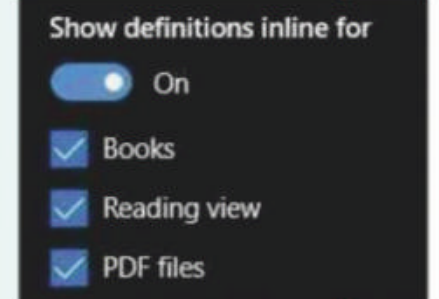 Show definitions inline for
On
Books
Reading view
PDF files